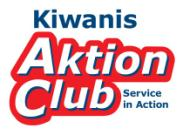 Kiwanis
Aktion
Club Service
in Action